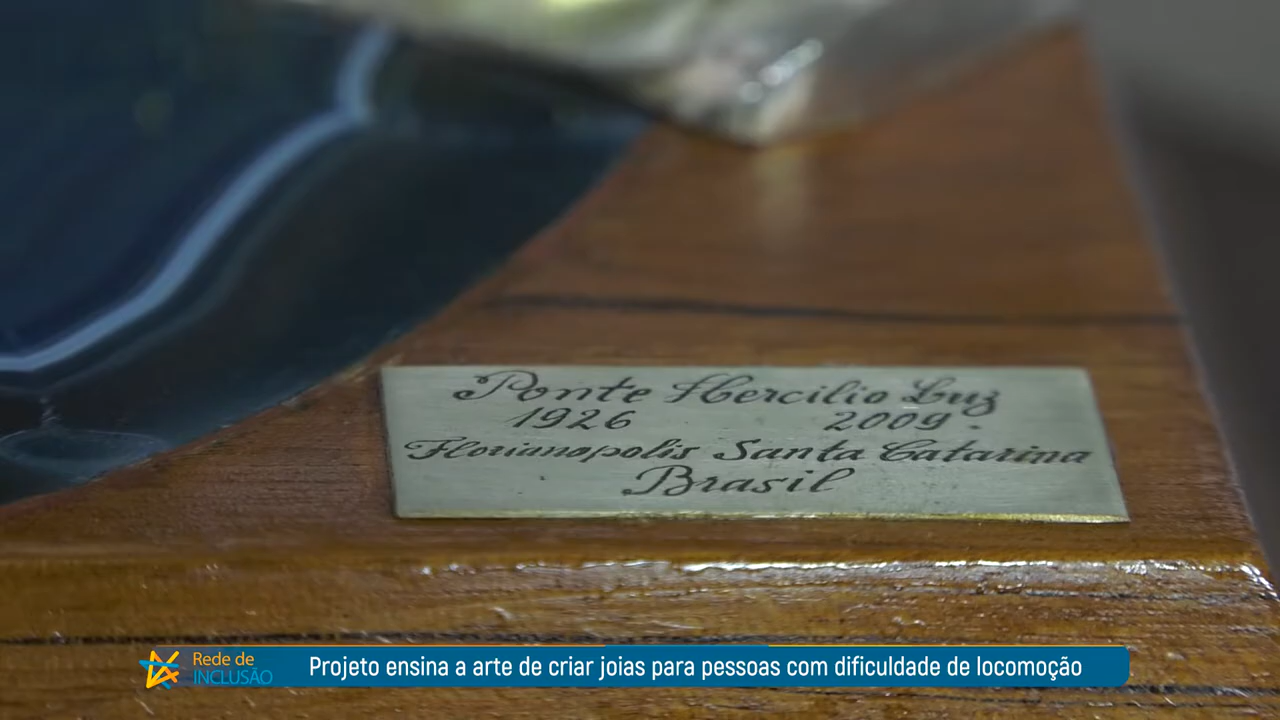 Ponte Hercilio Luz
1926 2009.
Florianopolis Santa Catarina
Brasil
Rede de
INCLUSÃO
Projeto ensina a arte de criar joias para pessoas com dificuldade de locomoção